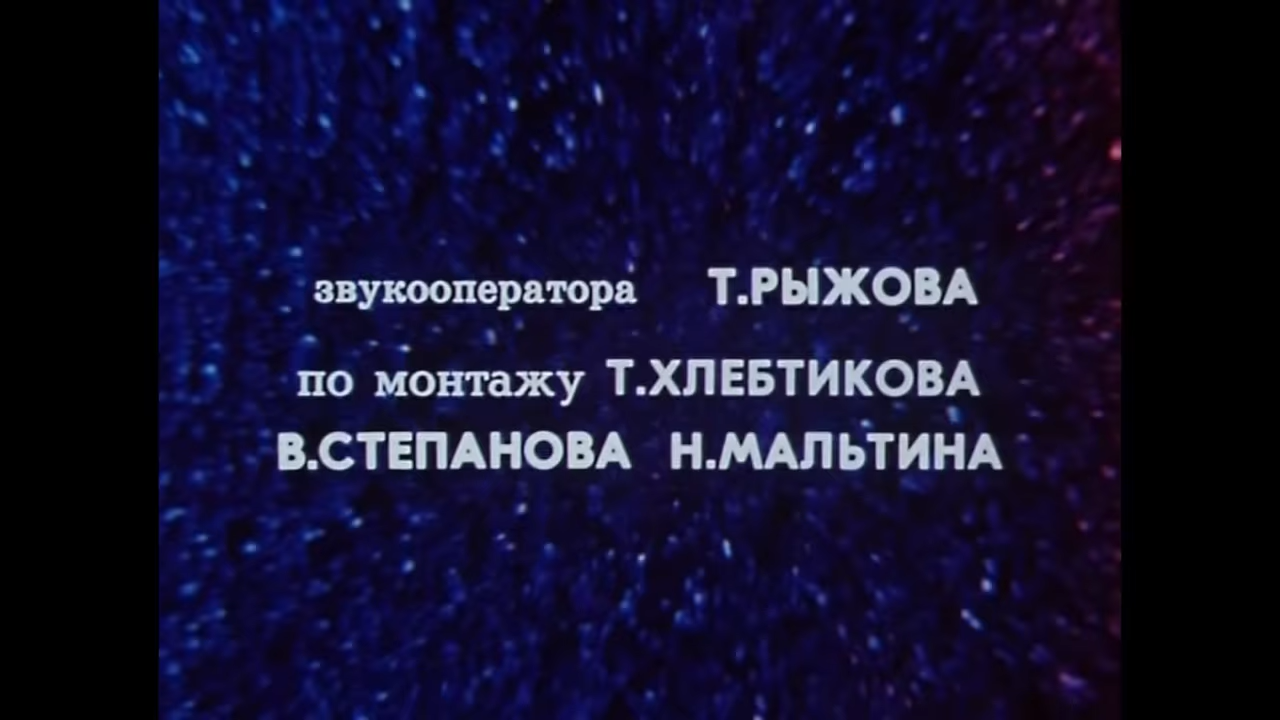 звукооператора Т.РЫЖОВА
по монтажу Т.ХЛЕБТИКОВА
В.СТЕПАНОВА Н.МАЛЬТИНА